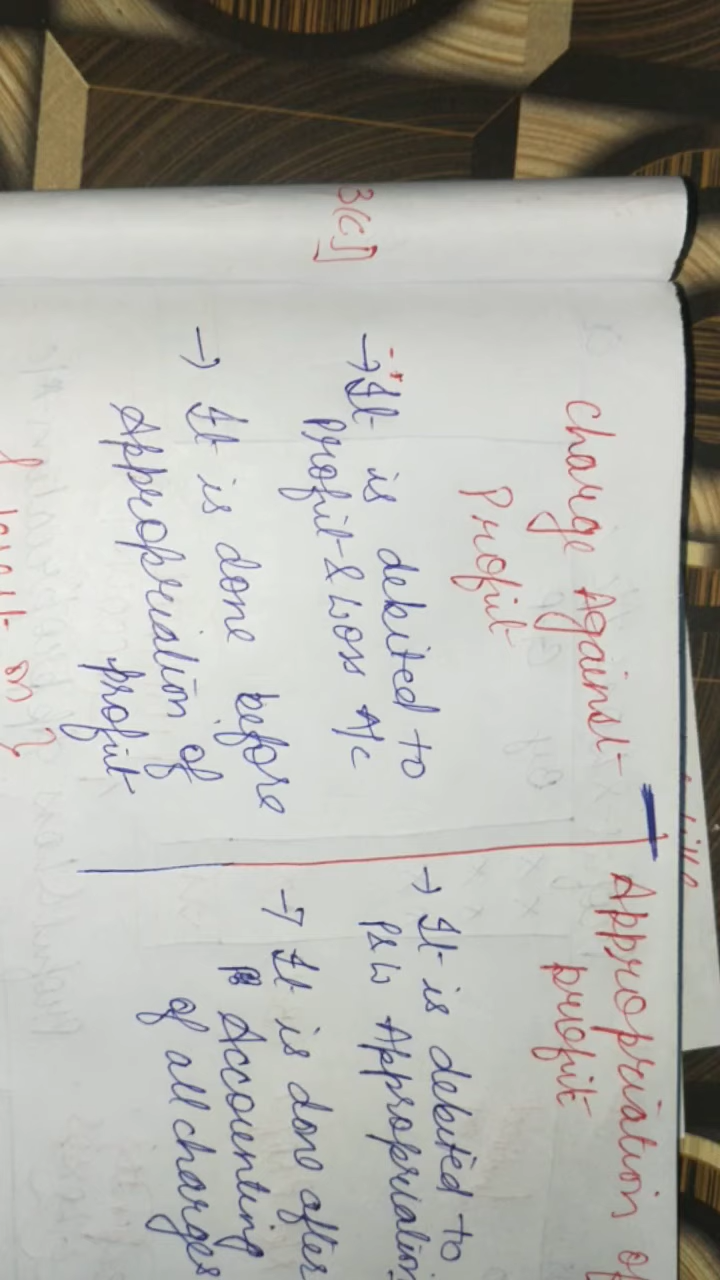 3(c)]
Charge Against
Profit
→ It is debited to
Profit & Loss A/c
→ It is done before
Appropriation of
profit
Appropriation of
profit
→ It is debited to
P&L Appropriation
→ It is done after
Accounting
of all charges